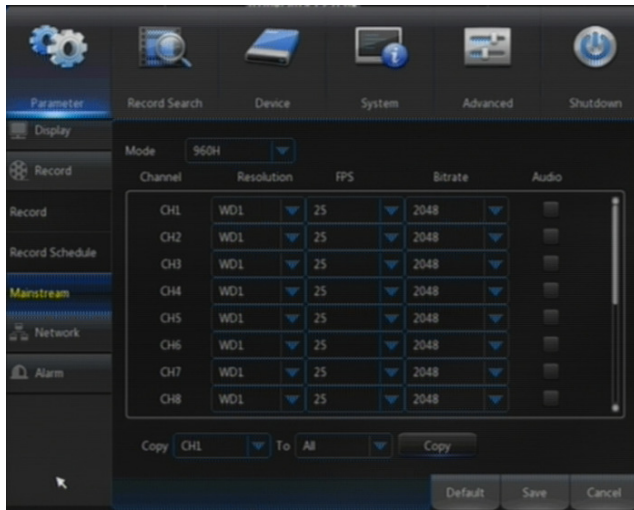 Parameter Record Search Device System Advanced Shutdown
Display
Mode 960H
Record
Channel Resolution FPS Bitrate Audio
Record
CH1 WD1 25 2048
CH2 WD1 25 2048
Record Schedule
CH3 WD1 25 2048
Mainstream
CH4 WD1 25 2048
CH5 WD1 25 2048
Network
CH6 WD1 25 2048
Alarm
CH7 WD1 25 2048
CH8 WD1 25 2048
Copy CH1 To All Copy
Default Save Cancel